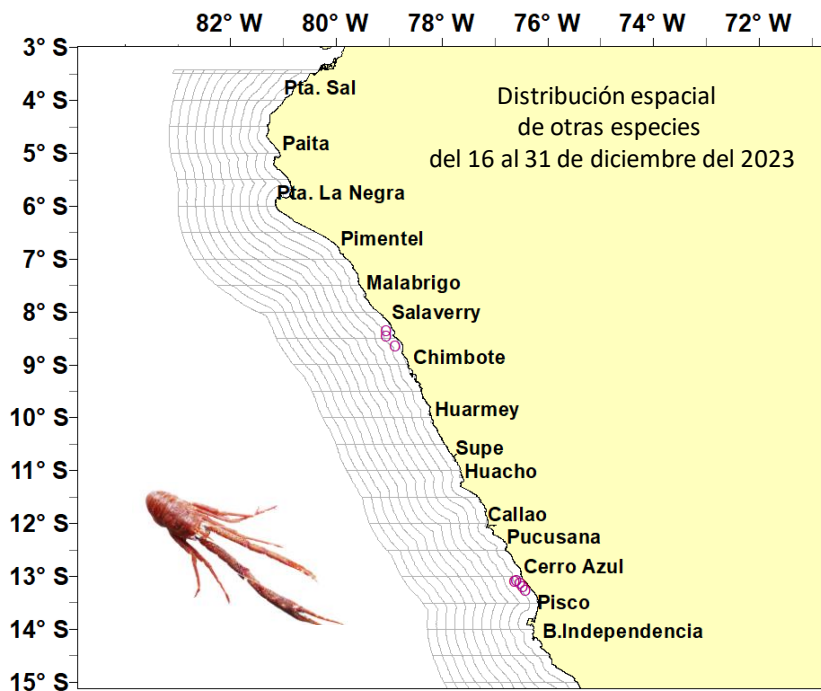 82° W 80° W 78° W 76° W 74° W 72° W
3° S
4° S
5° S
6° S
7° S
8° S
9° S
10° S
11° S
12° S
13° S
14° S
15° S
Distribución espacial
de otras especies
del 16 al 31 de diciembre del 2023
Pta. Sal
Paita
Pta. La Negra
Pimentel
Malabrigo
Salaverry
Chimbote
Huarmey
Supe
Huacho
Callao
Pucusana
Cerro Azul
Pisco
B.Independencia